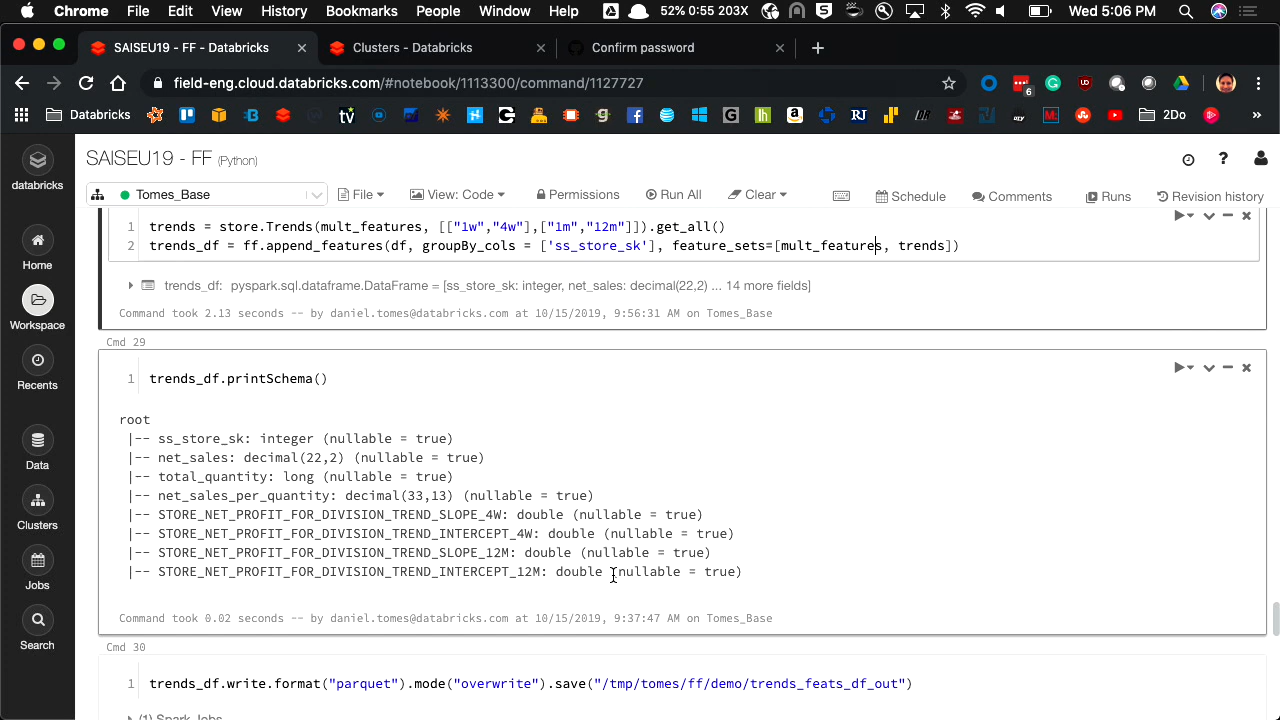 Chrome File Edit View History Bookmarks People Window Help 52% 0:55 203X Wed 5:06 PM
SAISEU19 - FF - Databricks Clusters - Databricks Confirm password
field-eng.cloud.databricks.com/#notebook/1113300/command/1127727
6
Databricks 2Do
SAISEU19 - FF (Python)
databricks
Tomes_Base File View: Code Permissions Run All Clear Schedule Comments Runs Revision history
1 trends = store.Trends(mult_features, [["1w","4w"],["1m","12m"]]).get_all()
2 trends_df = ff.append_features(df, groupBy_cols = ['ss_store_sk'], feature_sets=[mult_features, trends])
Home
trends_df: pyspark.sql.dataframe.DataFrame = [ss_store_sk: integer, net_sales: decimal(22,2) ... 14 more fields]
Command took 2.13 seconds -- by daniel.tomes@databricks.com at 10/15/2019, 9:56:31 AM on Tomes_Base
Workspace
Cmd 29
1 trends_df.printSchema()
Recents
root
|-- ss_store_sk: integer (nullable = true)
|-- net_sales: decimal(22,2) (nullable = true)
Data
|-- total_quantity: long (nullable = true)
|-- net_sales_per_quantity: decimal(33,13) (nullable = true)
|-- STORE_NET_PROFIT_FOR_DIVISION_TREND_SLOPE_4W: double (nullable = true)
Clusters
|-- STORE_NET_PROFIT_FOR_DIVISION_TREND_INTERCEPT_4W: double (nullable = true)
|-- STORE_NET_PROFIT_FOR_DIVISION_TREND_SLOPE_12M: double (nullable = true)
|-- STORE_NET_PROFIT_FOR_DIVISION_TREND_INTERCEPT_12M: double (nullable = true)
Jobs
Command took 0.02 seconds -- by daniel.tomes@databricks.com at 10/15/2019, 9:37:47 AM on Tomes_Base
Search
Cmd 30
1 trends_df.write.format("parquet").mode("overwrite").save("/tmp/tomes/ff/demo/trends_feats_df_out")
(1) Spark Jobs